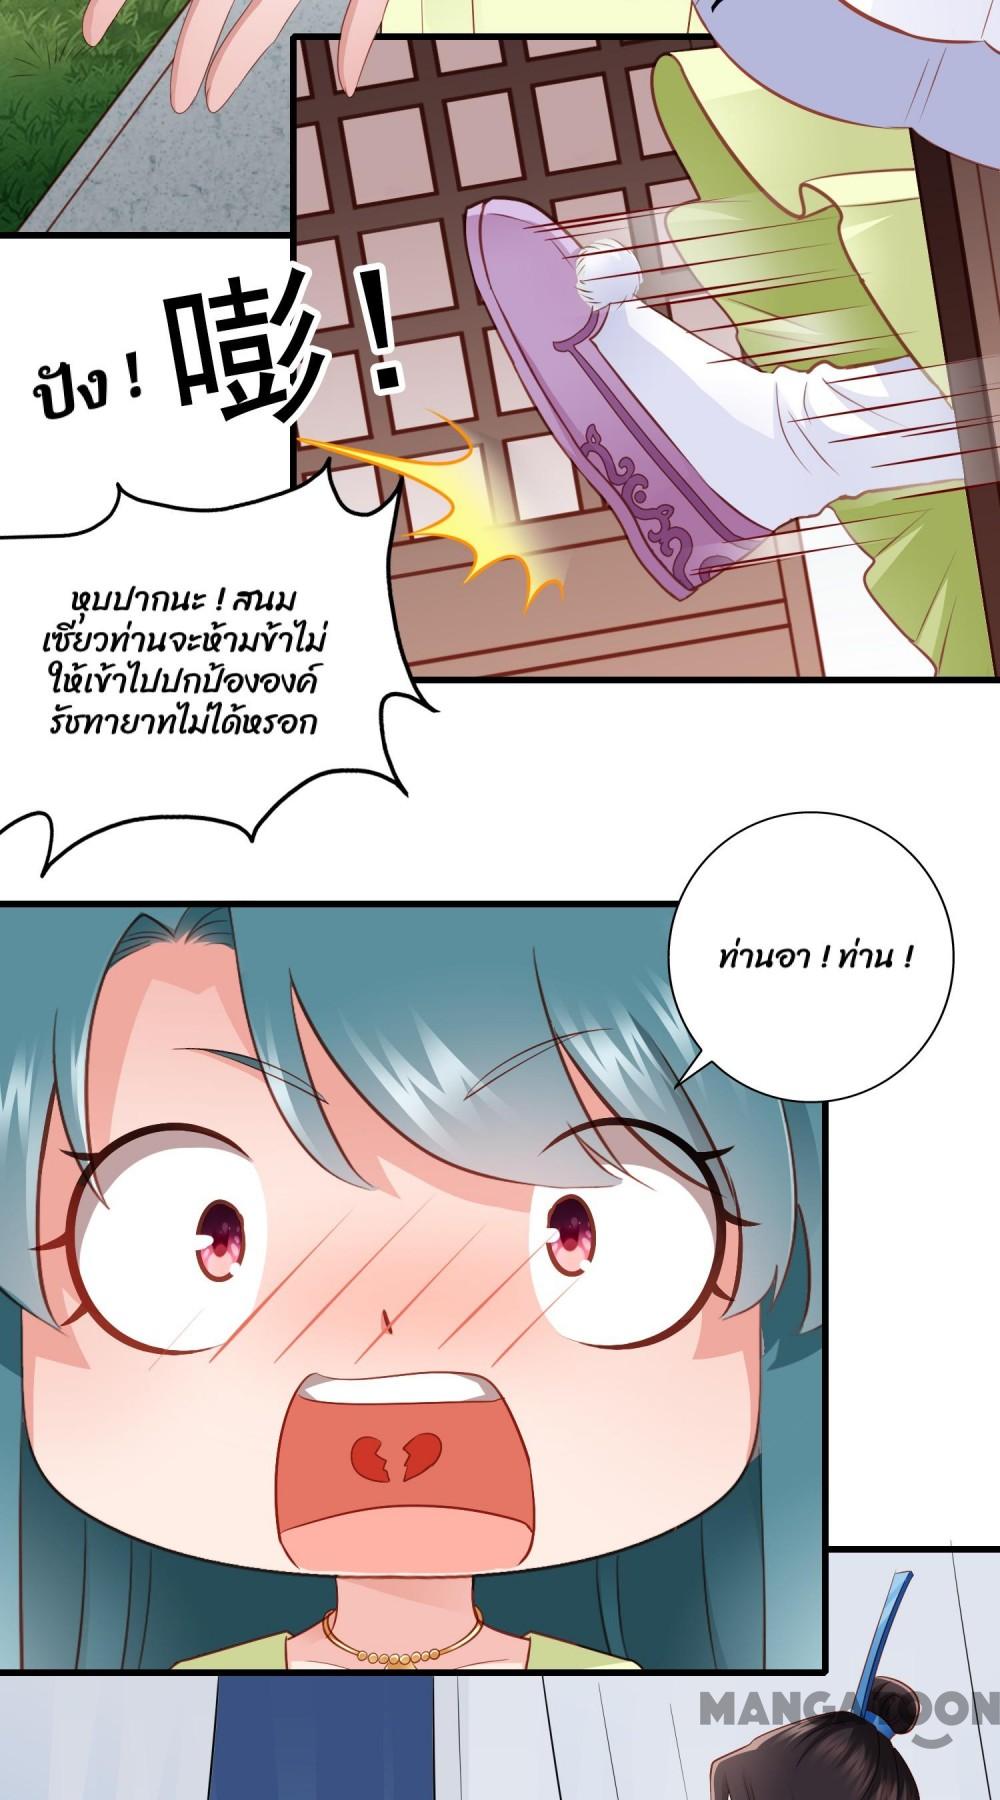 ปัง ! 嘭 !
หุบปากนะ ! สนม
เซียวท่านจะห้ามข้าไม่
ให้เข้าไปปกป้ององค์
รัชทายาทไม่ได้หรอก
ท่านอา ! ท่าน !
MANGATOON